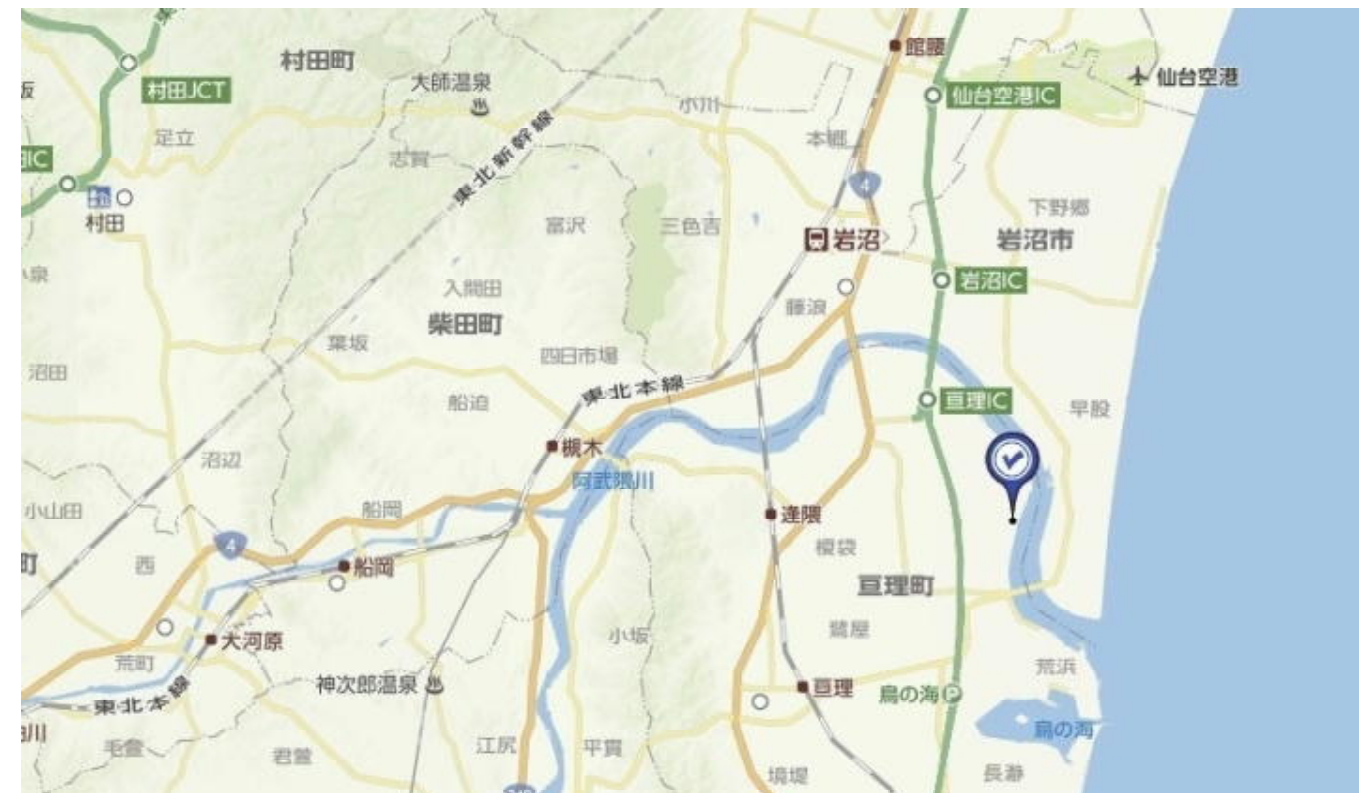 村田町
村田JCT
大師温泉
足立
志賀
東北新幹線
小川
館腰
仙台空港IC
仙台空港
本郷
4
村田
富沢
三色吉
岩沼
下野郷
岩沼市
入間田
岩沼IC
柴田町
藤浪
葉坂
四日市場
沼田
船迫
東北本線
亘理IC
早股
沼辺
槻木
阿武隈川
小山田
船岡
逢隈
4
西
榎袋
船岡
亘理町
大河原
小坂
鷺屋
荒町
荒浜
神次郎温泉
東北本線
亘理
鳥の海
P
鳥の海
毛萱
君萱
江尻
平貫
境堤
長瀞